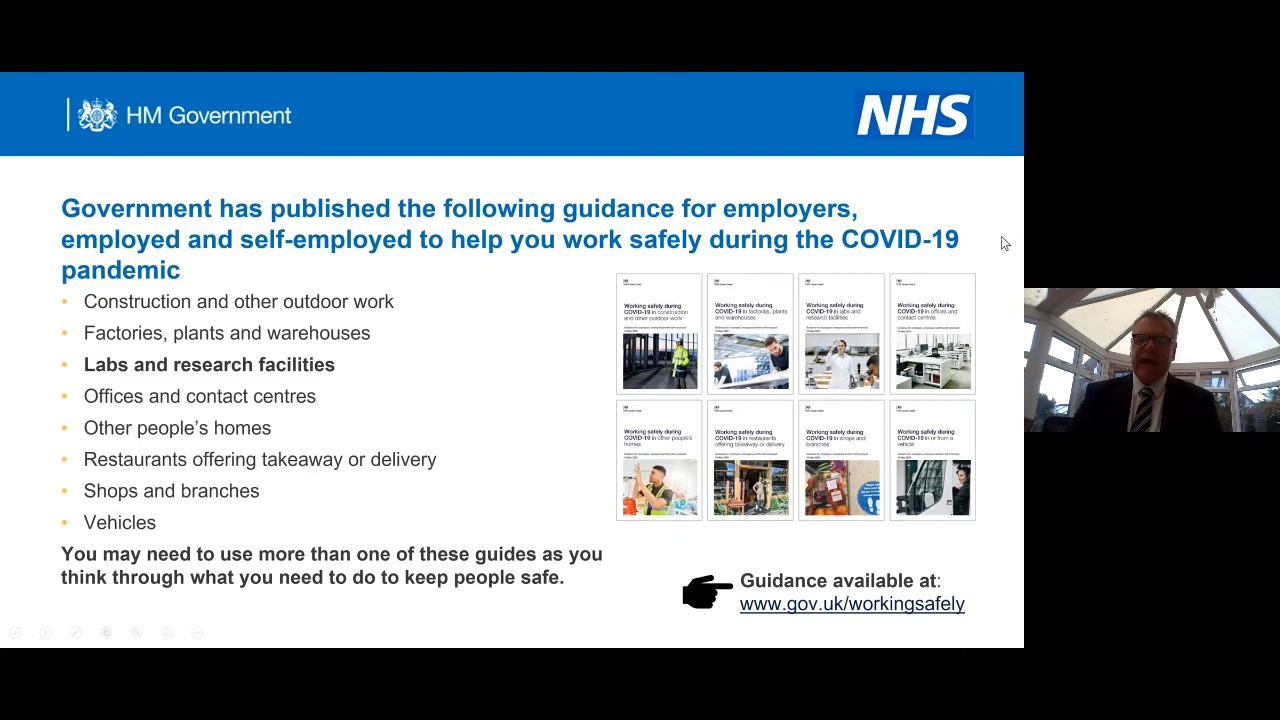 HM Government
NHS
Government has published the following guidance for employers,
employed and self-employed to help you work safely during the COVID-19
pandemic
• Construction and other outdoor work
• Factories, plants and warehouses
• Labs and research facilities
• Offices and contact centres
• Other people’s homes
• Restaurants offering takeaway or delivery
• Shops and branches
• Vehicles
You may need to use more than one of these guides as you
think through what you need to do to keep people safe.
Working safely during
COVID-19 in construction
and other outdoor work
Working safely during
COVID-19 in factories, plants
and warehouses
Working safely during
COVID-19 in labs and
research facilities
Working safely during
COVID-19 in offices and
contact centres
Working safely during
COVID-19 in other people's
homes
Working safely during
COVID-19 in restaurants
offering takeaway or delivery
Working safely during
COVID-19 in shops and
branches
Working safely during
COVID-19 in or from a
vehicle
Guidance available at:
www.gov.uk/workingsafely